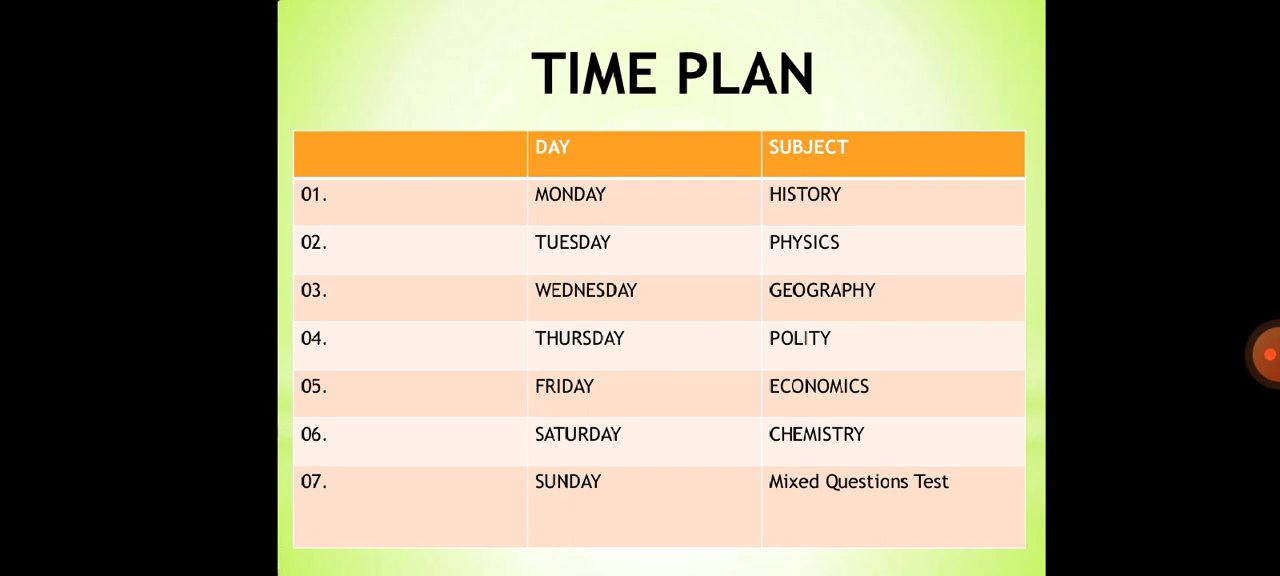 TIME PLAN
DAY SUBJECT
01. MONDAY HISTORY
02. TUESDAY PHYSICS
03. WEDNESDAY GEOGRAPHY
04. THURSDAY POLITY
05. FRIDAY ECONOMICS
06. SATURDAY CHEMISTRY
07. SUNDAY Mixed Questions Test